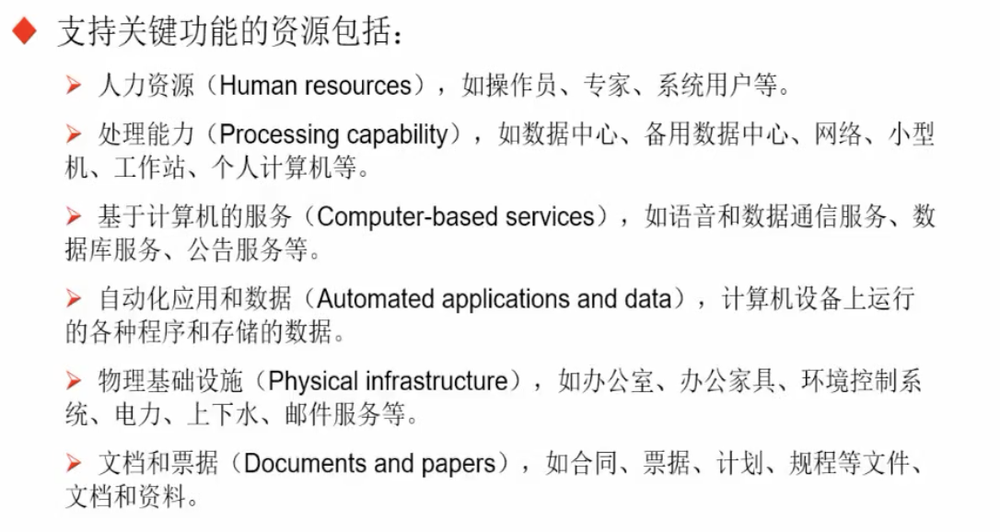 支持关键功能的资源包括：
人力资源（Human resources），如操作员、专家、系统用户等。
处理能力（Processing capability），如数据中心、备用数据中心、网络、小型
机、工作站、个人计算机等。
基于计算机的服务（Computer-based services），如语音和数据通信服务、数
据库服务、公告服务等。
自动化应用和数据（Automated applications and data），计算机设备上运行
的各种程序和存储的数据。
物理基础设施（Physical infrastructure），如办公室、办公家具、环境控制系
统、电力、上下水、邮件服务等。
文档和票据（Documents and papers），如合同、票据、计划、规程等文件、
文档和资料。